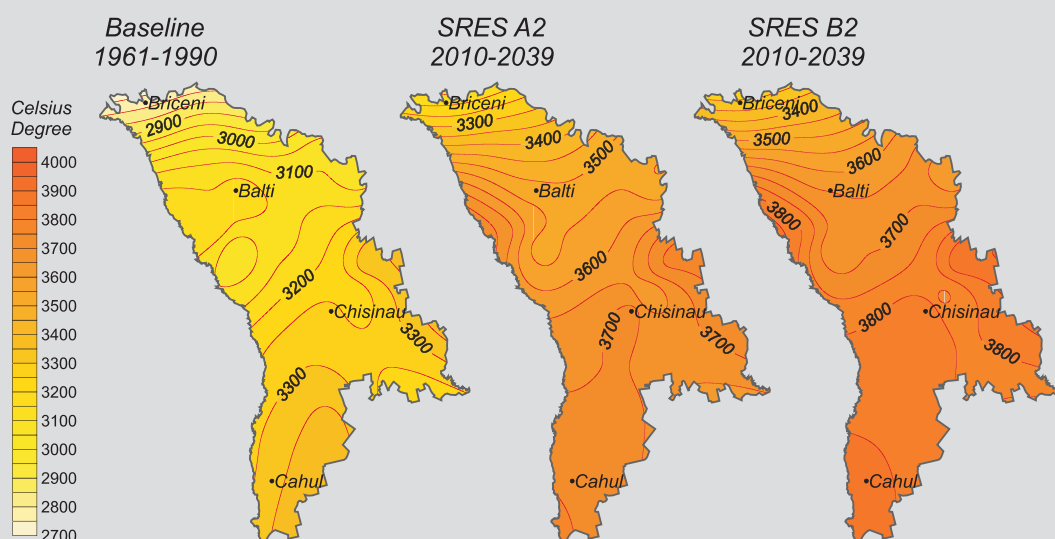 Baseline
1961-1990
SRES A2
2010-2039
SRES B2
2010-2039
Celsius
Degree
4000
3900
3800
3700
3600
3500
3400
3300
3200
3100
3000
2900
2800
2700
Briceni
2900
3000
3100
Balti
3200
Chisinau
3300
3300
Cahul
Briceni
3300
3400
3500
Balti
3600
Chisinau
3700
3700
Cahul
Briceni
3400
3500
3600
Balti
3800
3700
Chisinau
3800
3800
Cahul